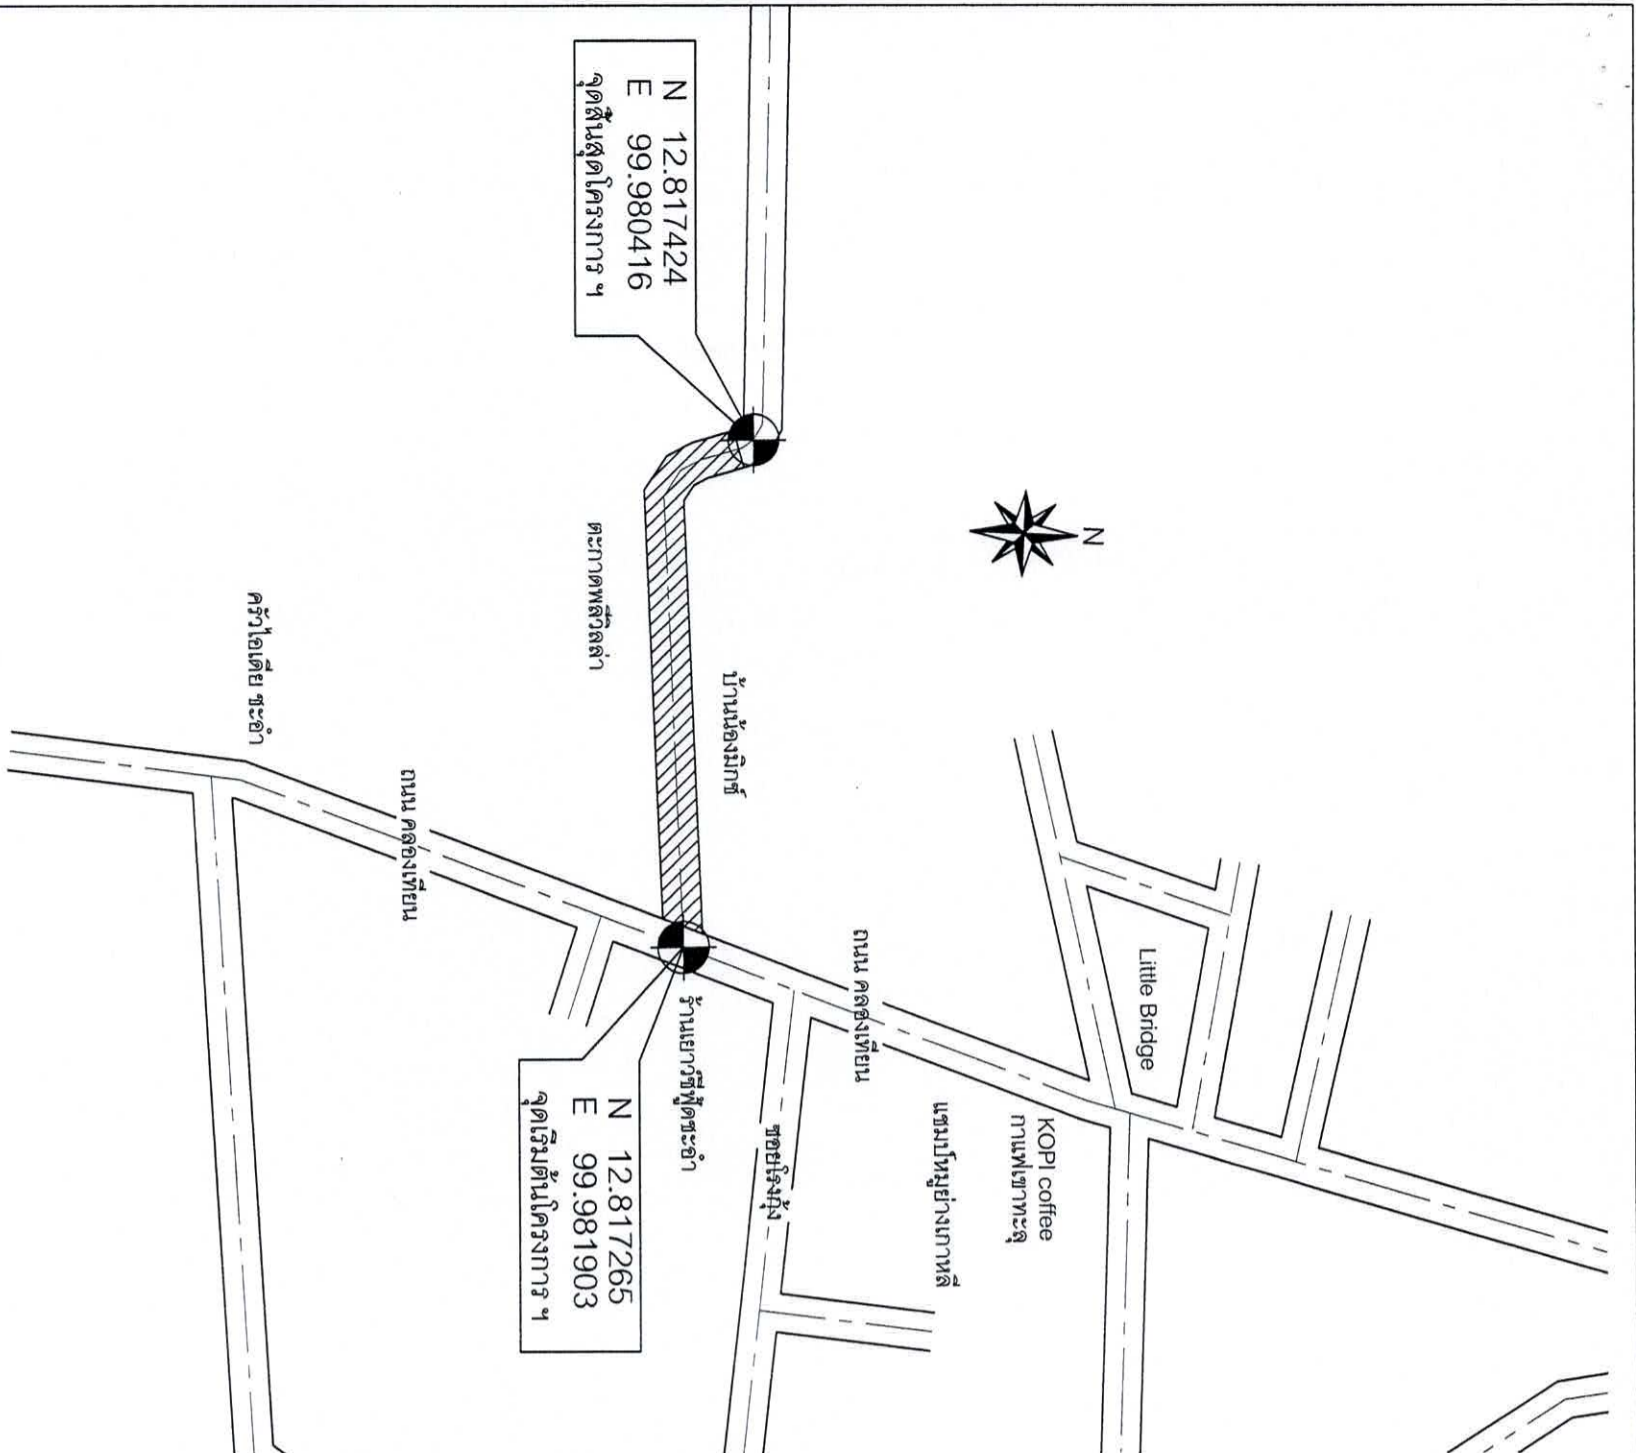 N 12.817424
E 99.980416
จุดสิ้นสุดโครงการ ฯ
N
ตะกาดพลีวิลล่า
บ้านน้องมิกซ์
ครัวไอเดีย ชะอำ
ถนน คลองเทียน
ถนน คลองเทียน
Little Bridge
KOPI coffee
กาแฟเขาทะลุ
แชมป์หมูย่างเกาหลี
ร้านเยาว์ซีฟู้ดชะอำ
ซอยโรงกุ้ง
N 12.817265
E 99.981903
จุดเริ่มต้นโครงการ ฯ